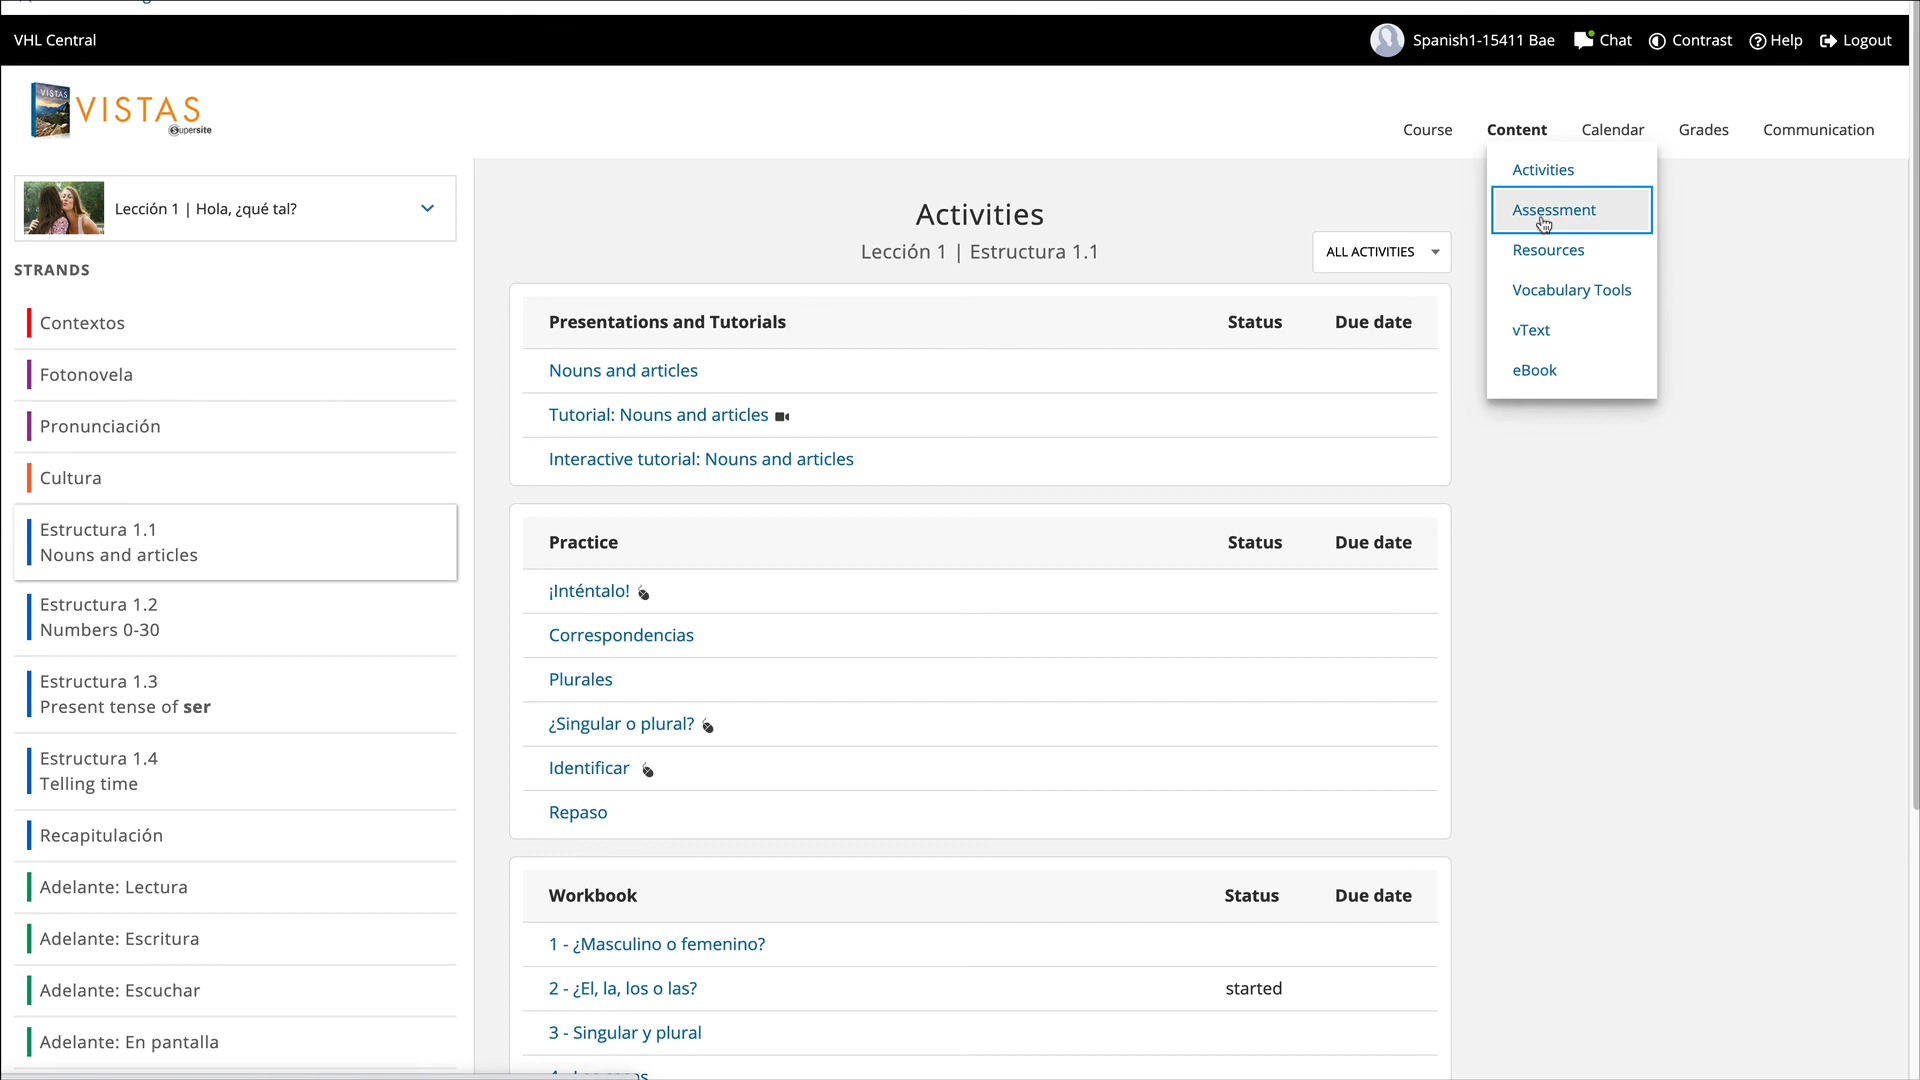 VHL Central
Spanish1-15411 Bae
Chat
Contrast
Help
Logout
VISTAS
VISTAS
Supersite
Course
Content
Calendar
Grades
Communication
Activities
Assessment
Resources
Vocabulary Tools
vText
eBook
Lección 1 | Hola, ¿qué tal?
STRANDS
Contextos
Fotonovela
Pronunciación
Cultura
Estructura 1.1
Nouns and articles
Estructura 1.2
Numbers 0-30
Estructura 1.3
Present tense of ser
Estructura 1.4
Telling time
Recapitulación
Adelante: Lectura
Adelante: Escritura
Adelante: Escuchar
Adelante: En pantalla
Activities
Lección 1 | Estructura 1.1
ALL ACTIVITIES
Presentations and Tutorials Status Due date
Nouns and articles
Tutorial: Nouns and articles
Interactive tutorial: Nouns and articles
Practice Status Due date
¡Inténtalo!
Correspondencias
Plurales
¿Singular o plural?
Identificar
Repaso
Workbook Status Due date
1 - ¿Masculino o femenino?
2 - ¿El, la, los o las? started
3 - Singular y plural